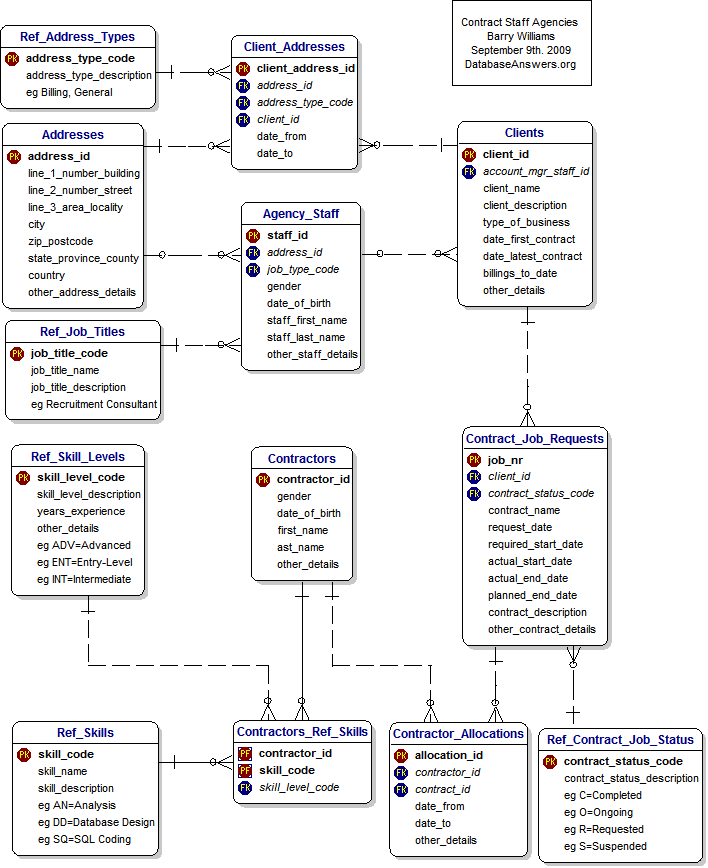 Contract Staff Agencies
Barry Williams
September 9th. 2009
DatabaseAnswers.org
Ref_Address_Types
PK address_type_code
address_type_description
eg Billing, General
Client_Addresses
PK client_address_id
FK address_id
FK address_type_code
FK client_id
date_from
date_to
Addresses
PK address_id
line_1_number_building
line_2_number_street
line_3_area_locality
city
zip_postcode
state_province_county
country
other_address_details
Clients
PK client_id
FK account_mgr_staff_id
client_name
client_description
type_of_business
date_first_contract
date_latest_contract
billings_to_date
other_details
Agency_Staff
PK staff_id
FK address_id
FK job_type_code
gender
date_of_birth
staff_first_name
staff_last_name
other_staff_details
Ref_Job_Titles
PK job_title_code
job_title_name
job_title_description
eg Recruitment Consultant
Ref_Skill_Levels
PK skill_level_code
skill_level_description
years_experience
other_details
eg ADV=Advanced
eg ENT=Entry-Level
eg INT=Intermediate
Contractors
PK contractor_id
gender
date_of_birth
first_name
ast_name
other_details
Contract_Job_Requests
PK job_nr
FK client_id
FK contract_status_code
contract_name
request_date
required_start_date
actual_start_date
actual_end_date
planned_end_date
contract_description
other_contract_details
Ref_Skills
PK skill_code
skill_name
skill_description
eg AN=Analysis
eg DD=Database Design
eg SQ=SQL Coding
Contractors_Ref_Skills
PF contractor_id
PF skill_code
FK skill_level_code
Contractor_Allocations
PK allocation_id
FK contractor_id
FK contract_id
date_from
date_to
other_details
Ref_Contract_Job_Status
PK contract_status_code
contract_status_description
eg C=Completed
eg O=Ongoing
eg R=Requested
eg S=Suspended